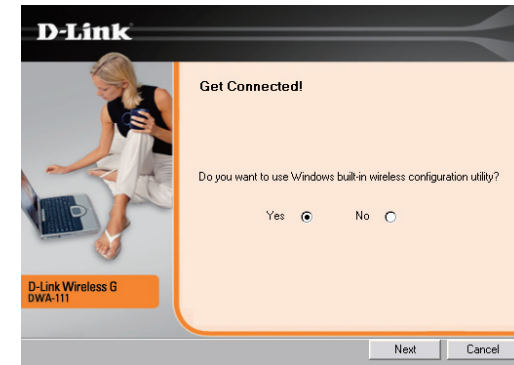 D-Link
Get Connected!
Do you want to use Windows built-in wireless configuration utility?
Yes No
D-Link Wireless G
DWA-111
Next Cancel